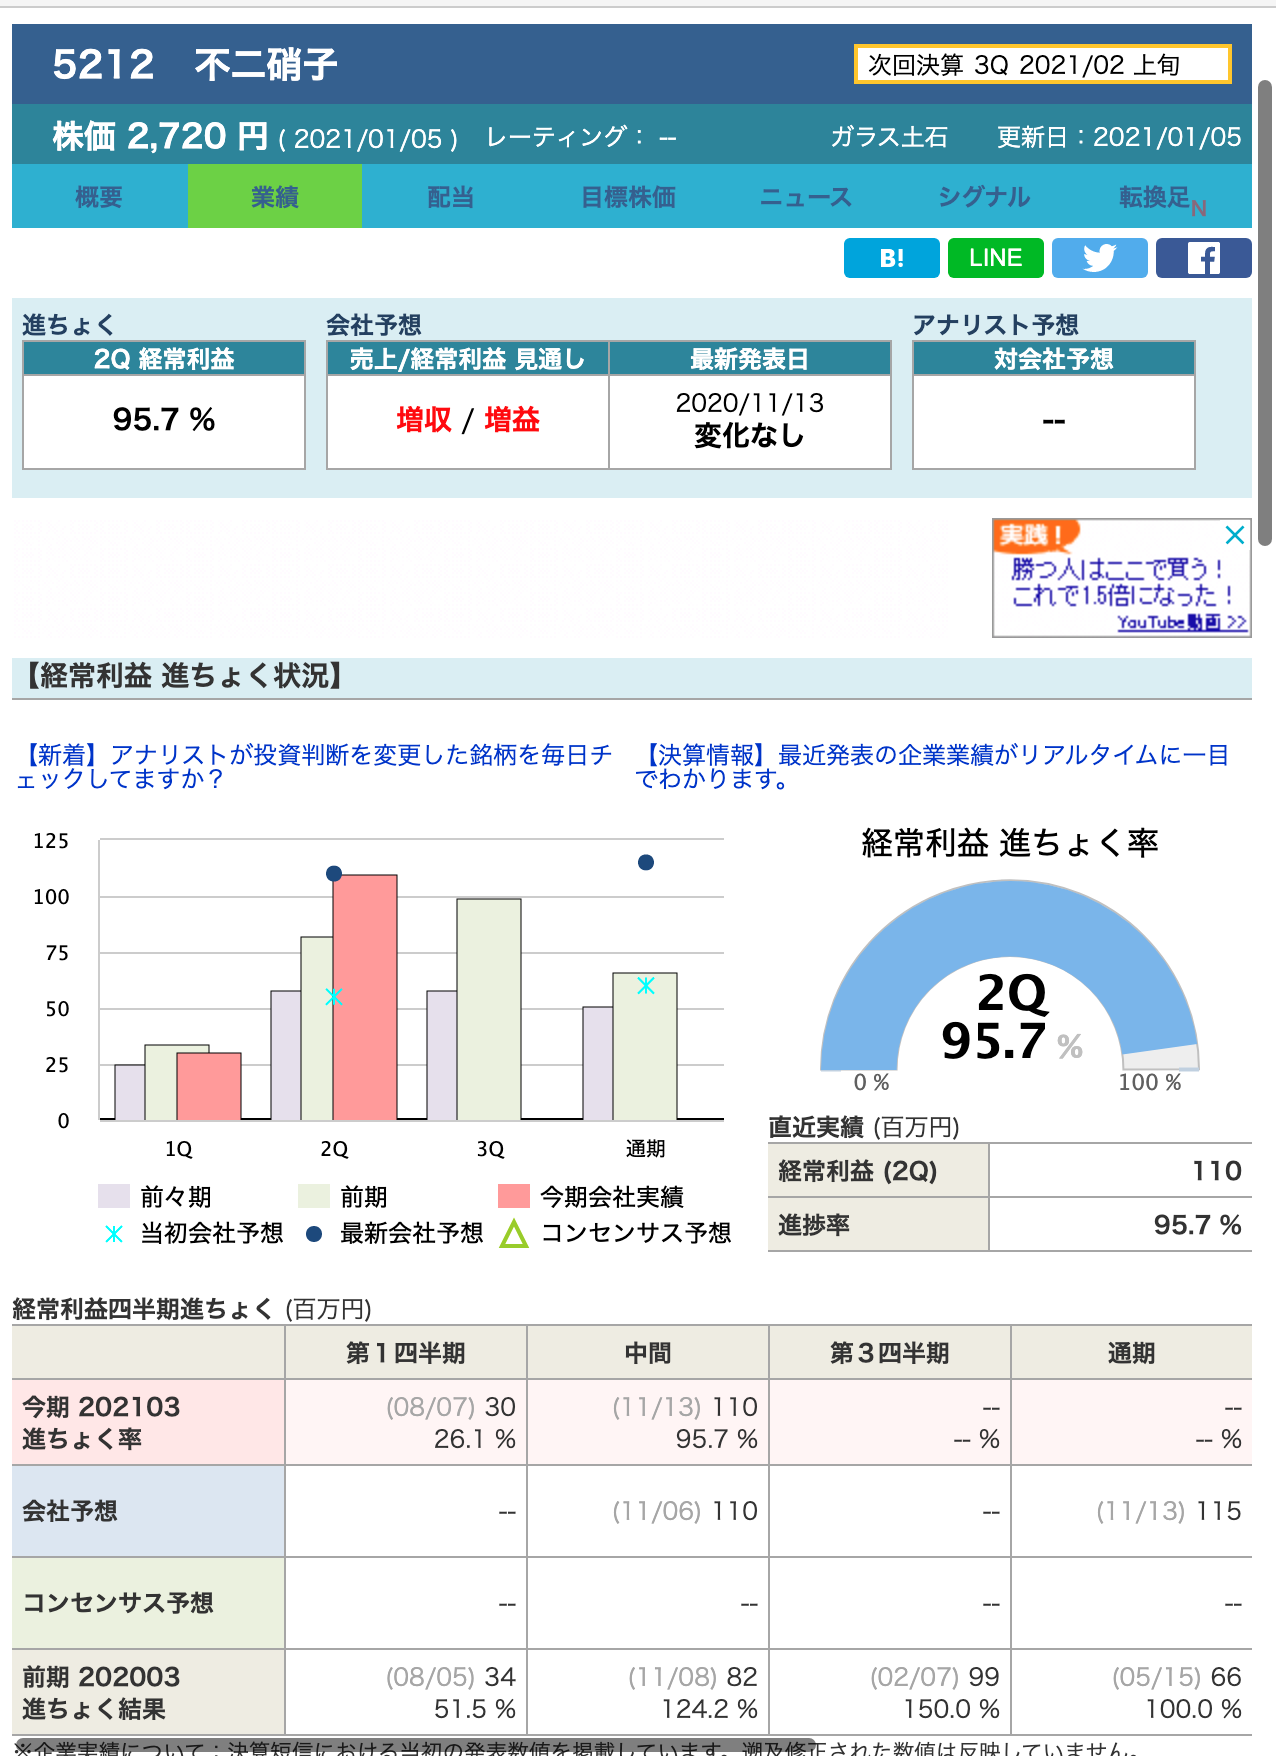 5212　不二硝子
次回決算 3Q 2021/02 上旬
株価 2,720 円 ( 2021/01/05 )　レーティング： --　ガラス土石　更新日：2021/01/05
概要　業績　配当　目標株価　ニュース　シグナル　転換足N
B!　LINE
進ちょく　会社予想　アナリスト予想
2Q 経常利益　売上/経常利益 見通し　最新発表日　対会社予想
95.7 %　増収 / 増益　2020/11/13　--
変化なし
実践！
勝つ人はここで買う！
これで1.5倍になった！
YouTube動画 >>
【経常利益 進ちょく状況】
【新着】アナリストが投資判断を変更した銘柄を毎日チ
ェックしてますか？
【決算情報】最近発表の企業業績がリアルタイムに一目
でわかります。
125
100
75
50
25
0
1Q　2Q　3Q　通期
前々期　前期　今期会社実績
当初会社予想　最新会社予想　コンセンサス予想
経常利益 進ちょく率
2Q
95.7 %
0 %　100 %
直近実績 (百万円)
経常利益 (2Q)　110
進捗率　95.7 %
経常利益四半期進ちょく (百万円)
第１四半期　中間　第３四半期　通期
今期 202103　(08/07) 30　(11/13) 110　--　--
進ちょく率　26.1 %　95.7 %　-- %　-- %
会社予想　--　(11/06) 110　--　(11/13) 115
コンセンサス予想　--　--　--　--
前期 202003　(08/05) 34　(11/08) 82　(02/07) 99　(05/15) 66
進ちょく結果　51.5 %　124.2 %　150.0 %　100.0 %
※企業実績について：決算短信における当初の発表数値を掲載しています。遡及修正された数値は反映していません。